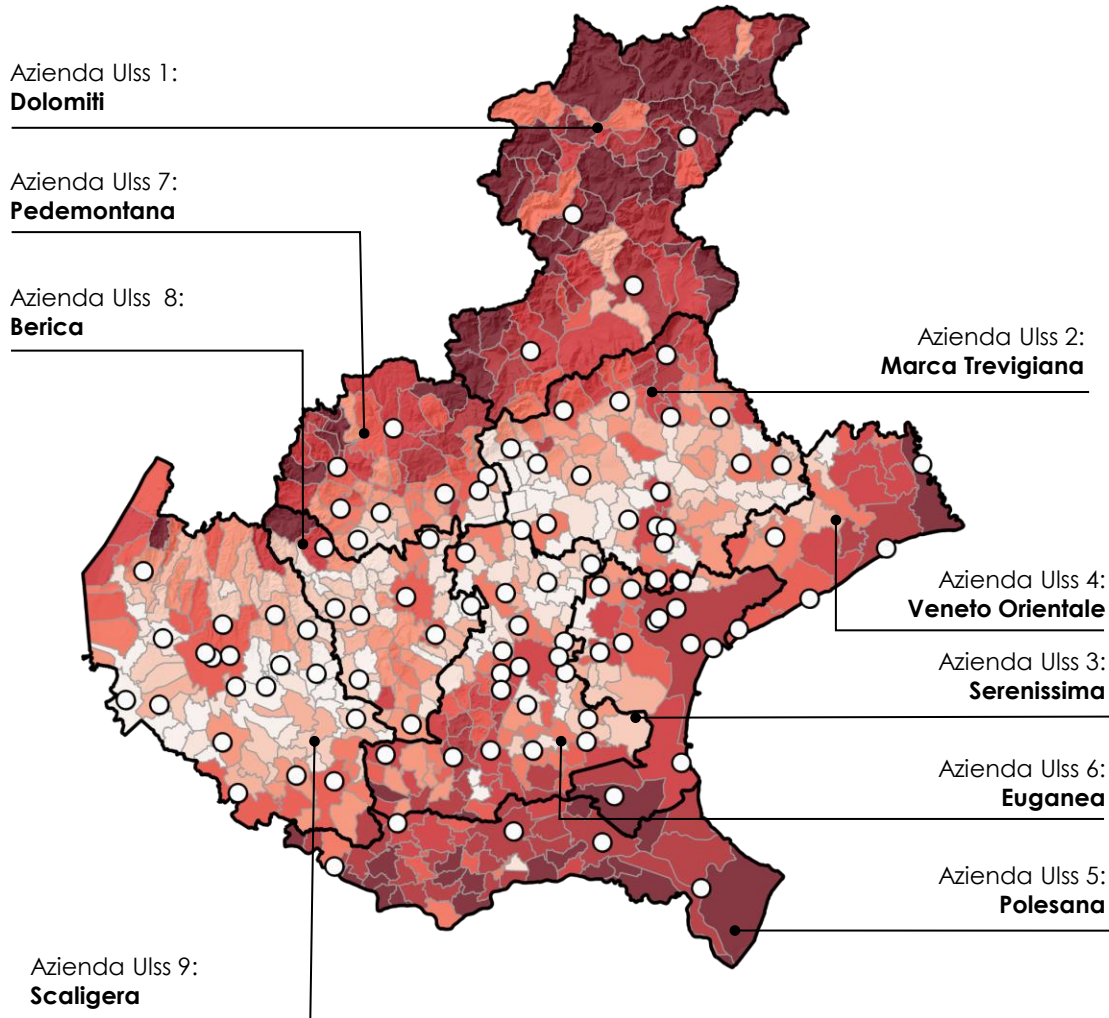 Azienda Ulss 1:
Dolomiti
Azienda Ulss 7:
Pedemontana
Azienda Ulss 8:
Berica
Azienda Ulss 2:
Marca Trevigiana
Azienda Ulss 4:
Veneto Orientale
Azienda Ulss 3:
Serenissima
Azienda Ulss 6:
Euganea
Azienda Ulss 5:
Polesana
Azienda Ulss 9:
Scaligera